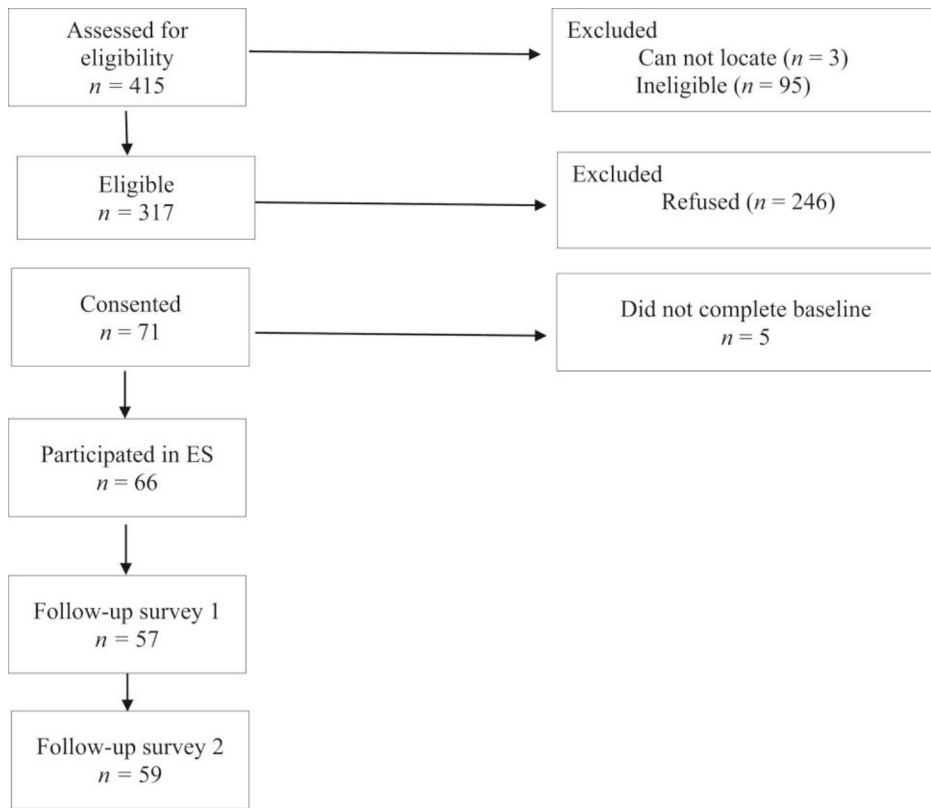 Assessed for
eligibility
n = 415
Excluded
Can not locate (n = 3)
Ineligible (n = 95)
Eligible
n = 317
Excluded
Refused (n = 246)
Consented
n = 71
Did not complete baseline
n = 5
Participated in ES
n = 66
Follow-up survey 1
n = 57
Follow-up survey 2
n = 59